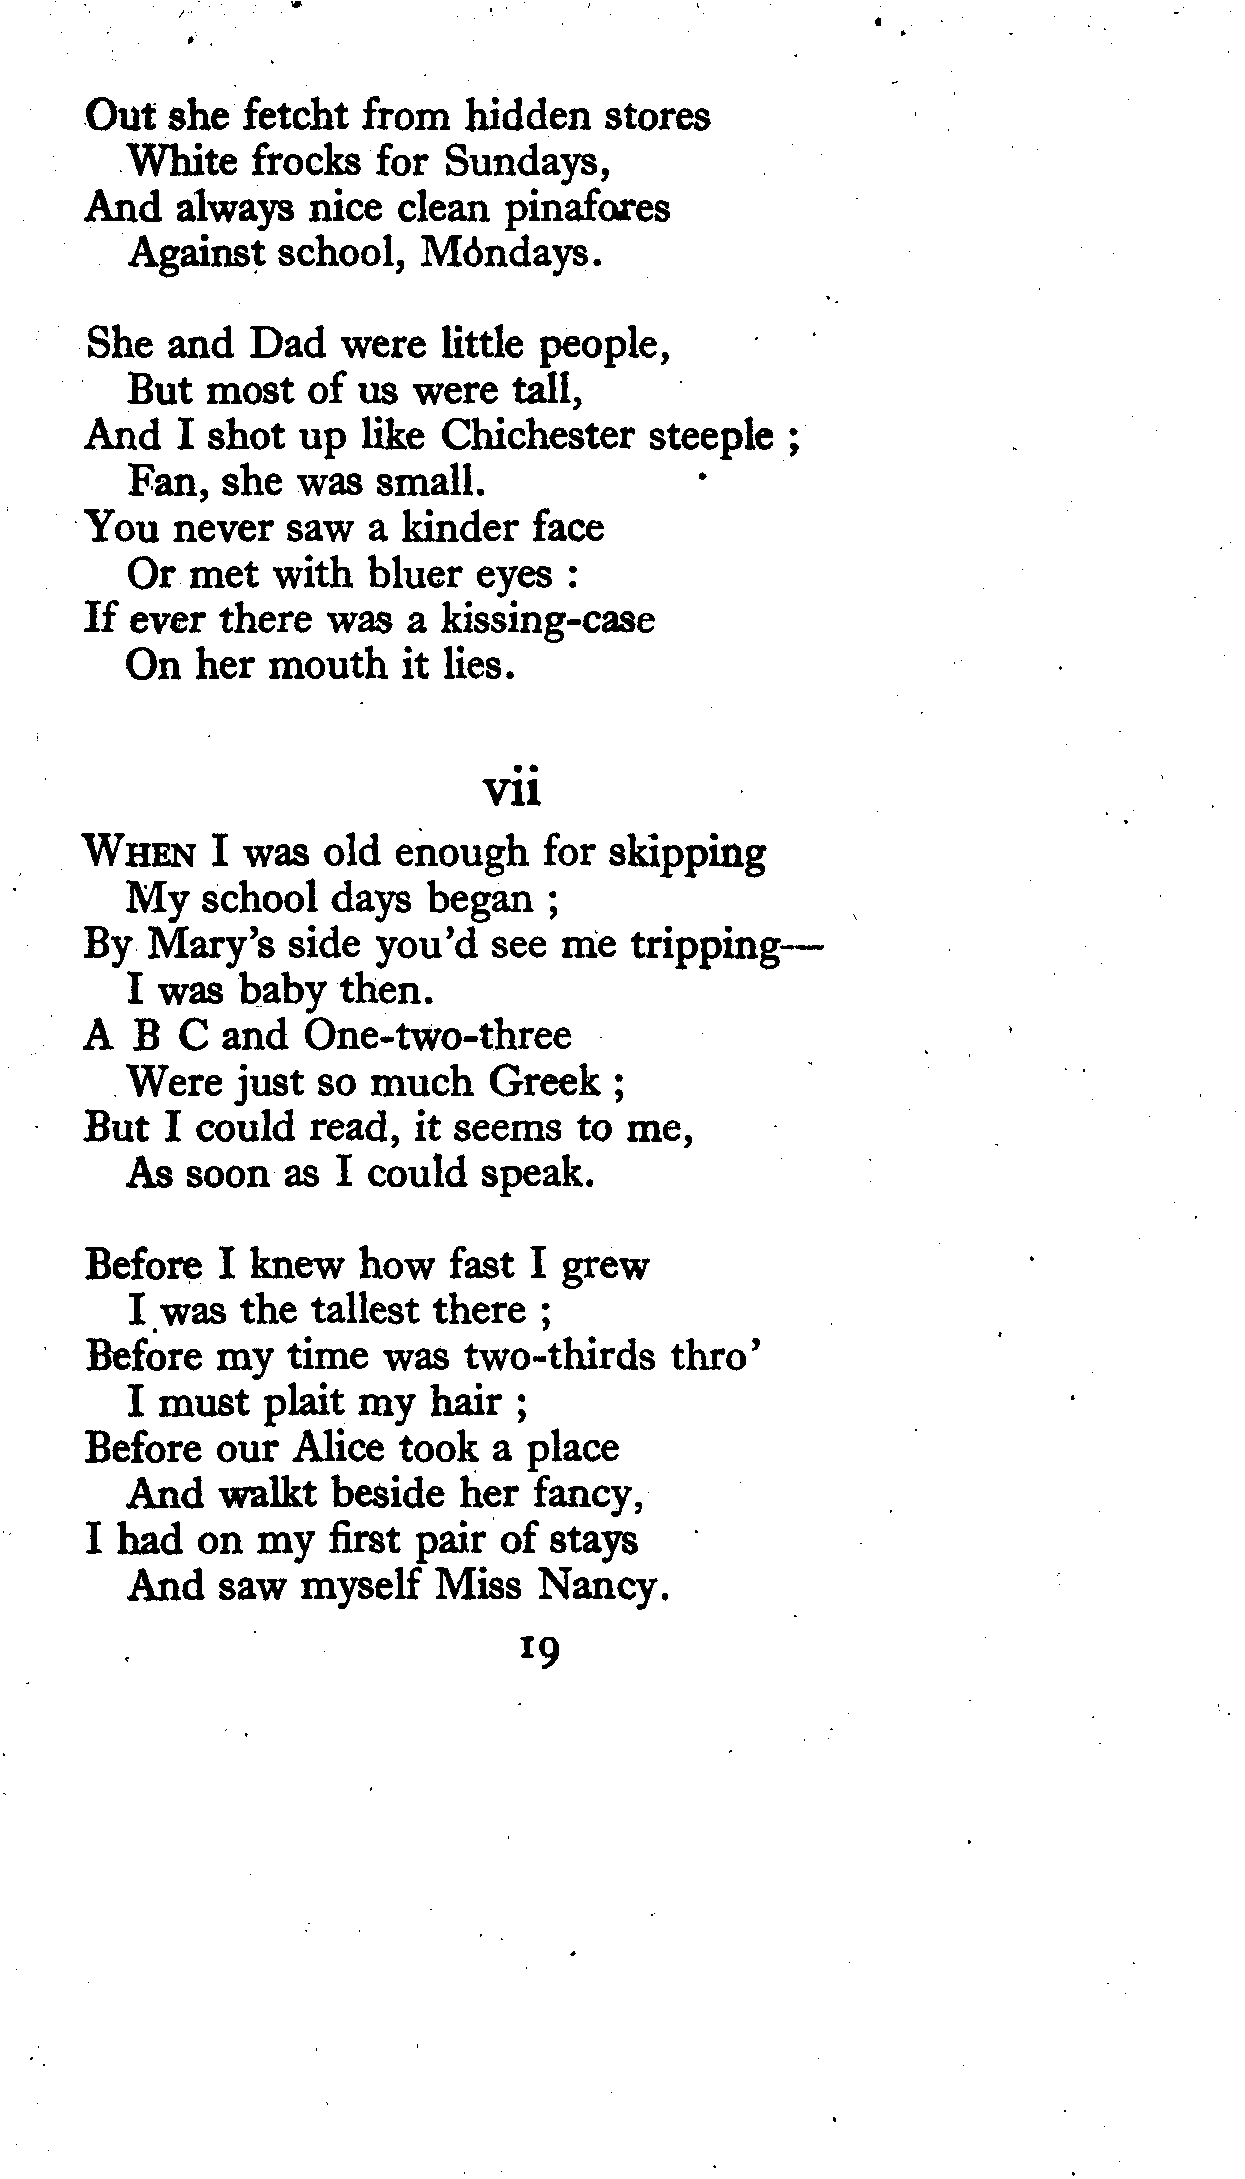 Out she fetcht from hidden stores
White frocks for Sundays,
And always nice clean pinafores
Against school, Móndays.

She and Dad were little people,
But most of us were tall,
And I shot up like Chichester steeple ;
Fan, she was small.
You never saw a kinder face
Or met with bluer eyes :
If ever there was a kissing-case
On her mouth it lies.

vii

WHEN I was old enough for skipping
My school days began ;
By Mary's side you'd see me tripping—
I was baby then.
A B C and One-two-three
Were just so much Greek ;
But I could read, it seems to me,
As soon as I could speak.

Before I knew how fast I grew
I was the tallest there ;
Before my time was two-thirds thro'
I must plait my hair ;
Before our Alice took a place
And walkt beside her fancy,
I had on my first pair of stays
And saw myself Miss Nancy.

19